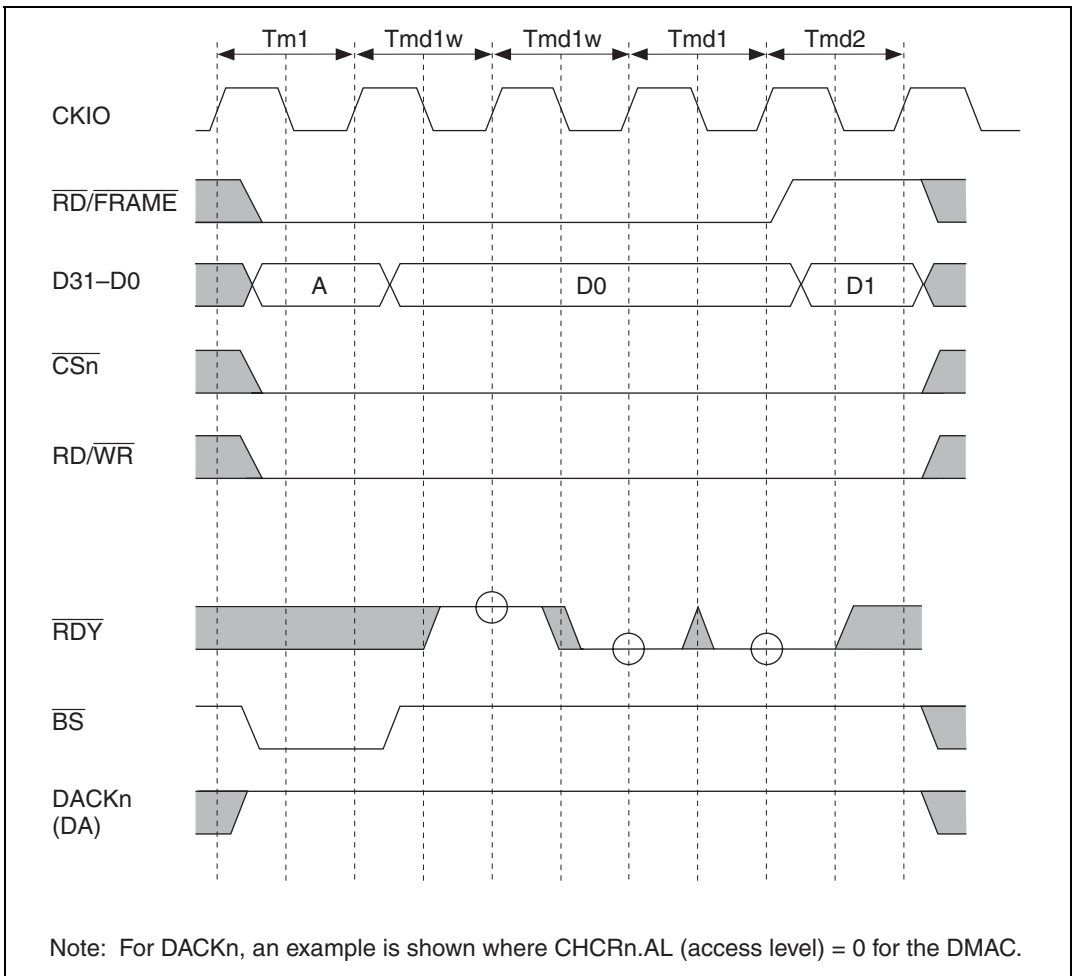 Tm1 Tmd1w Tmd1w Tmd1 Tmd2
CKIO
RD/FRAME
D31–D0 A D0 D1
CSn
RD/WR
RDY
BS
DACKn
(DA)
Note: For DACKn, an example is shown where CHCRn.AL (access level) = 0 for the DMAC.